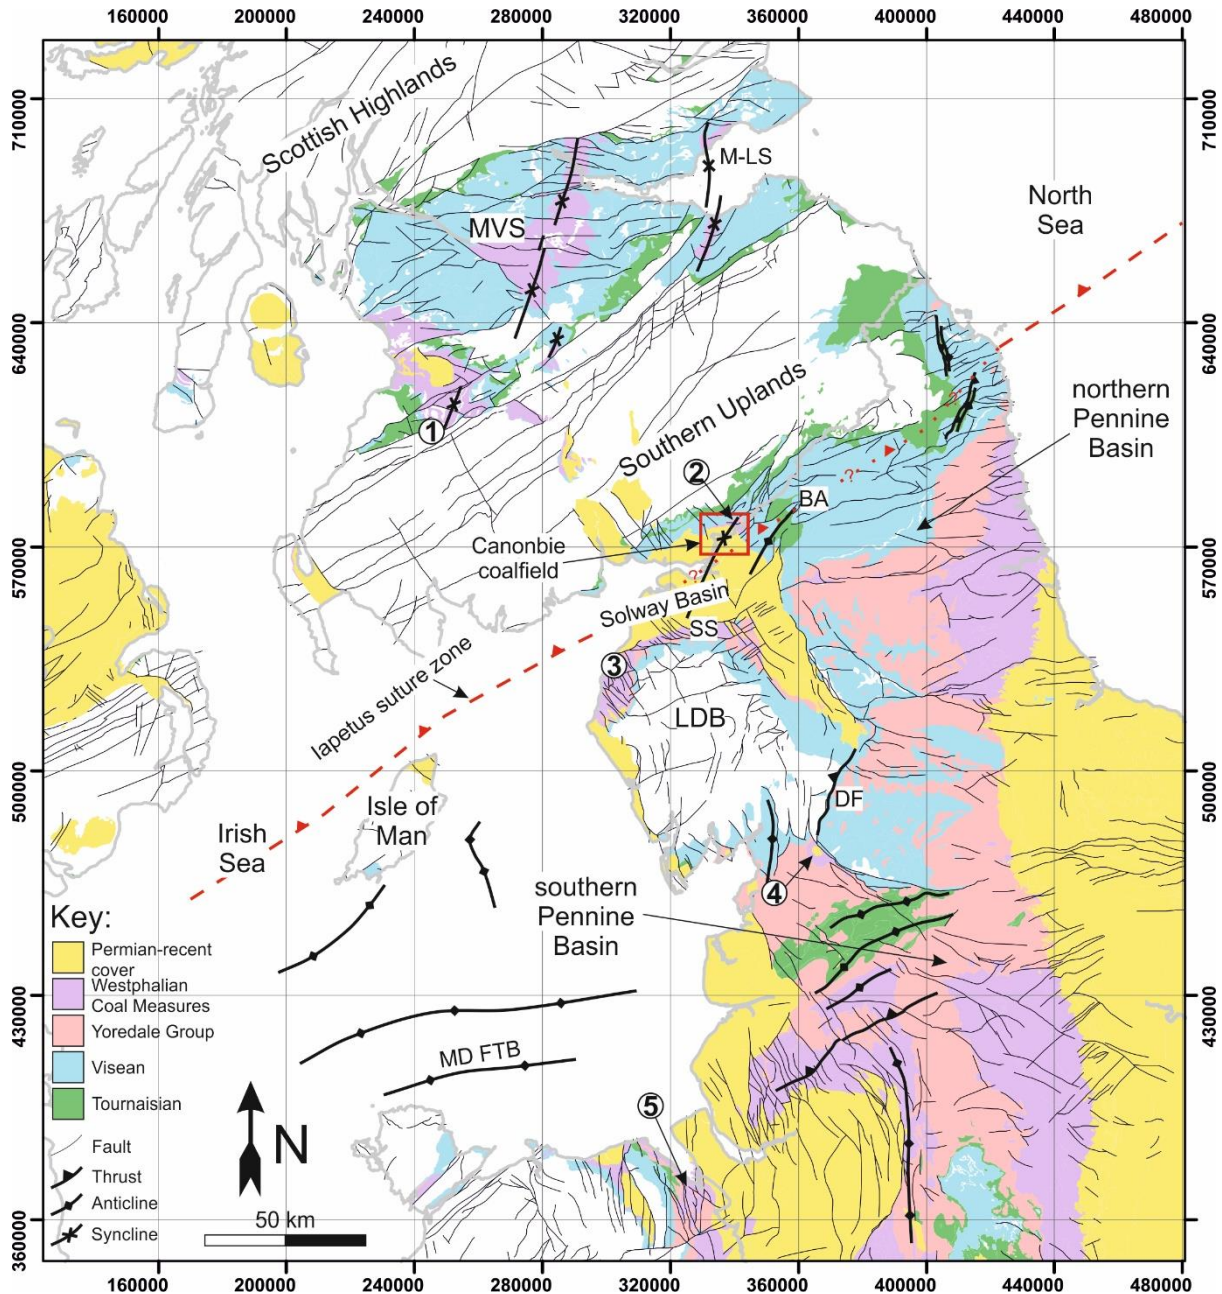 160000 200000 240000 280000 320000 360000 400000 440000 480000
710000
710000
Scottish Highlands
M-LS
MVS
North
Sea
640000
640000
1
Southern Uplands
northern
Pennine
Basin
2
BA
?
?
?
Canonbie
coalfield
570000
570000
Solway Basin
SS
3
Iapetus suture zone
LDB
500000
500000
DF
Isle of
Man
Irish
Sea
4
southern
Pennine
Basin
430000
430000
MD FTB
5
Key:
Permian-recent
cover
Westphalian
Coal Measures
Yoredale Group
Visean
Tournaisian
Fault
Thrust
Anticline
Syncline
N
50 km
360000
160000 200000 240000 280000 320000 360000 400000 440000 480000